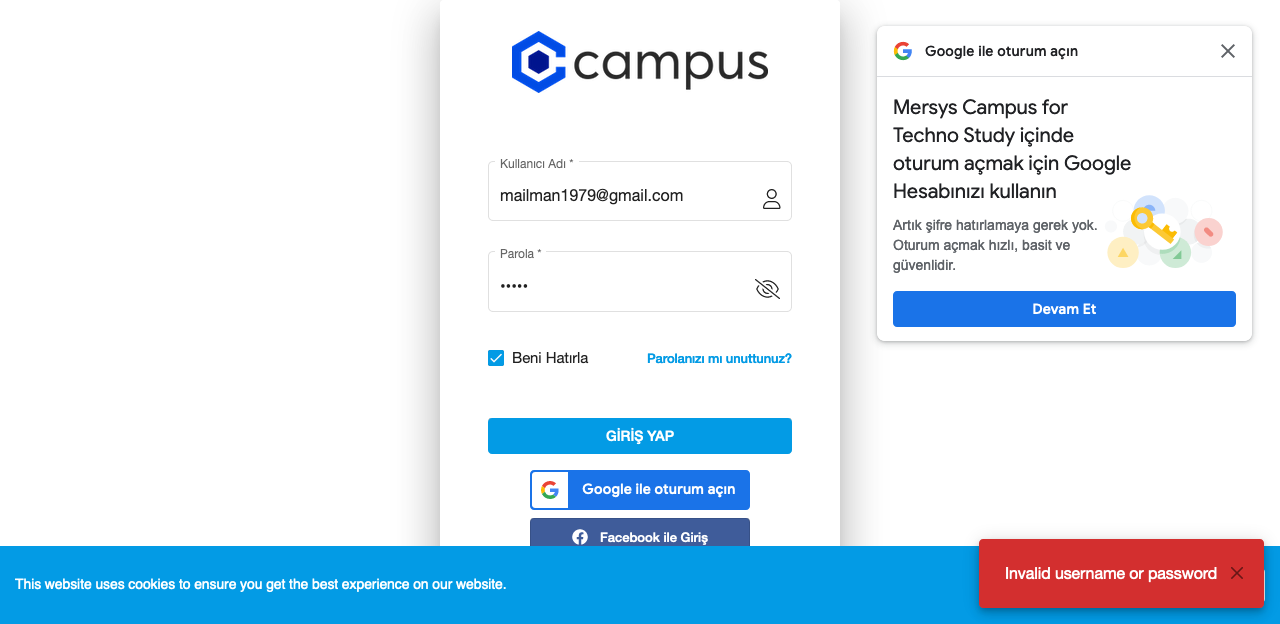 campus
Kullanıcı Adı *
mailman1979@gmail.com
Parola *
•••••
Beni Hatırla
Parolanızı mı unuttunuz?
GİRİŞ YAP
Google ile oturum açın
Facebook ile Giriş
Google ile oturum açın
Mersys Campus for
Techno Study içinde
oturum açmak için Google
Hesabınızı kullanın
Artık şifre hatırlamaya gerek yok.
Oturum açmak hızlı, basit ve
güvenlidir.
Devam Et
This website uses cookies to ensure you get the best experience on our website.
Invalid username or password